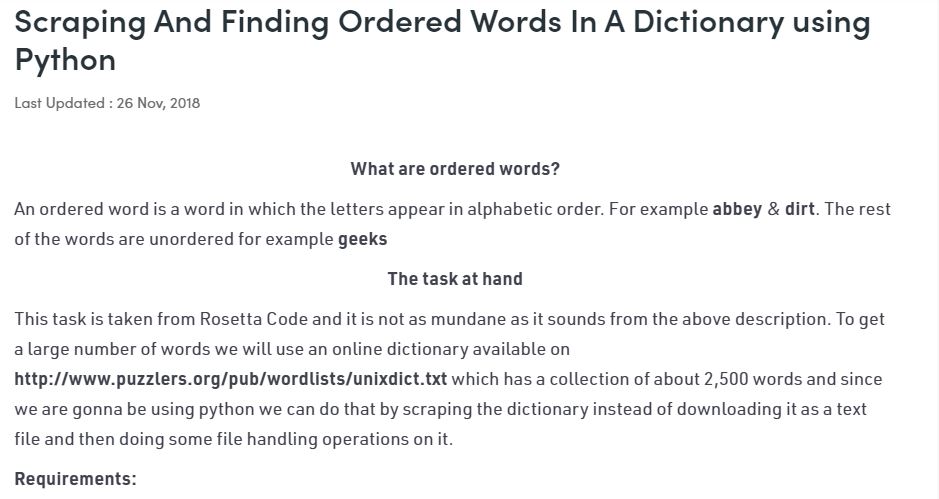 Scraping And Finding Ordered Words In A Dictionary using
Python
Last Updated : 26 Nov, 2018
What are ordered words?
An ordered word is a word in which the letters appear in alphabetic order. For example abbey & dirt. The rest
of the words are unordered for example geeks
The task at hand
This task is taken from Rosetta Code and it is not as mundane as it sounds from the above description. To get
a large number of words we will use an online dictionary available on
http://www.puzzlers.org/pub/wordlists/unixdict.txt which has a collection of about 2,500 words and since
we are gonna be using python we can do that by scraping the dictionary instead of downloading it as a text
file and then doing some file handling operations on it.
Requirements: